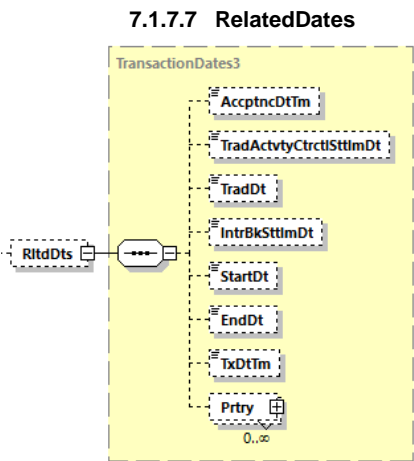 7.1.7.7 RelatedDates
TransactionDates3
AccptncDtTm
TradActvtyCtrctlSttlmDt
TradDt
IntrBkSttlmDt
RltdDts
StartDt
EndDt
TxDtTm
Prtry
0..∞